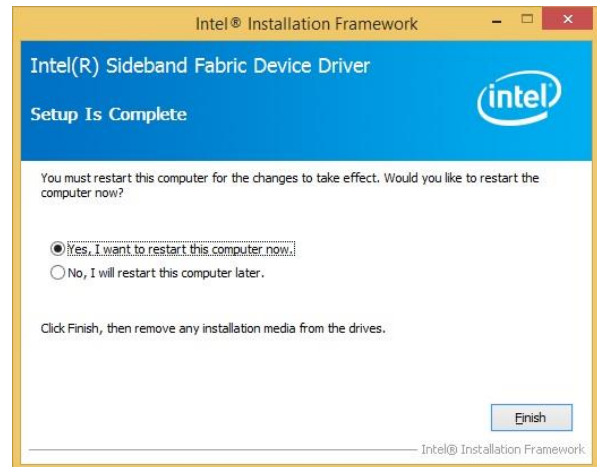 Intel® Installation Framework
Intel(R) Sideband Fabric Device Driver
intel
Setup Is Complete
You must restart this computer for the changes to take effect. Would you like to restart the
computer now?
Yes, I want to restart this computer now.
No, I will restart this computer later.
Click Finish, then remove any installation media from the drives.
Finish
Intel® Installation Framework